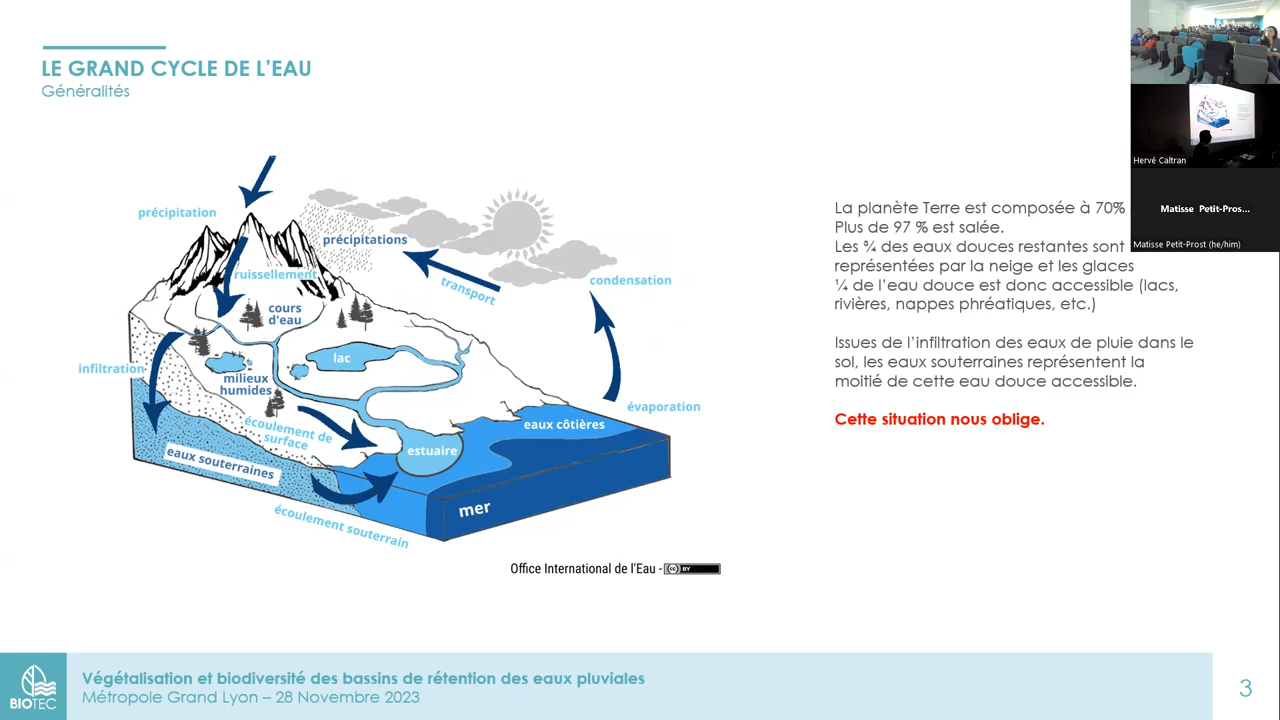 LE GRAND CYCLE DE L'EAU
Généralités
précipitation
précipitations
ruissellement
transport
condensation
cours
d'eau
lac
infiltration
milieux
humides
évaporation
écoulement de
surface
eaux côtières
estuaire
eaux souterraines
mer
écoulement souterrain
Office International de l'Eau -
CC BY
La planète Terre est composée à 70%
Plus de 97 % est salée.
Les ¾ des eaux douces restantes sont
représentées par la neige et les glaces
¼ de l'eau douce est donc accessible (lacs,
rivières, nappes phréatiques, etc.)
Issues de l'infiltration des eaux de pluie dans le
sol, les eaux souterraines représentent la
moitié de cette eau douce accessible.
Cette situation nous oblige.
Hervé Caltran
Matisse Petit-Pros...
Matisse Petit-Prost (he/him)
BIOTEC
Végétalisation et biodiversité des bassins de rétention des eaux pluviales
Métropole Grand Lyon – 28 Novembre 2023
3